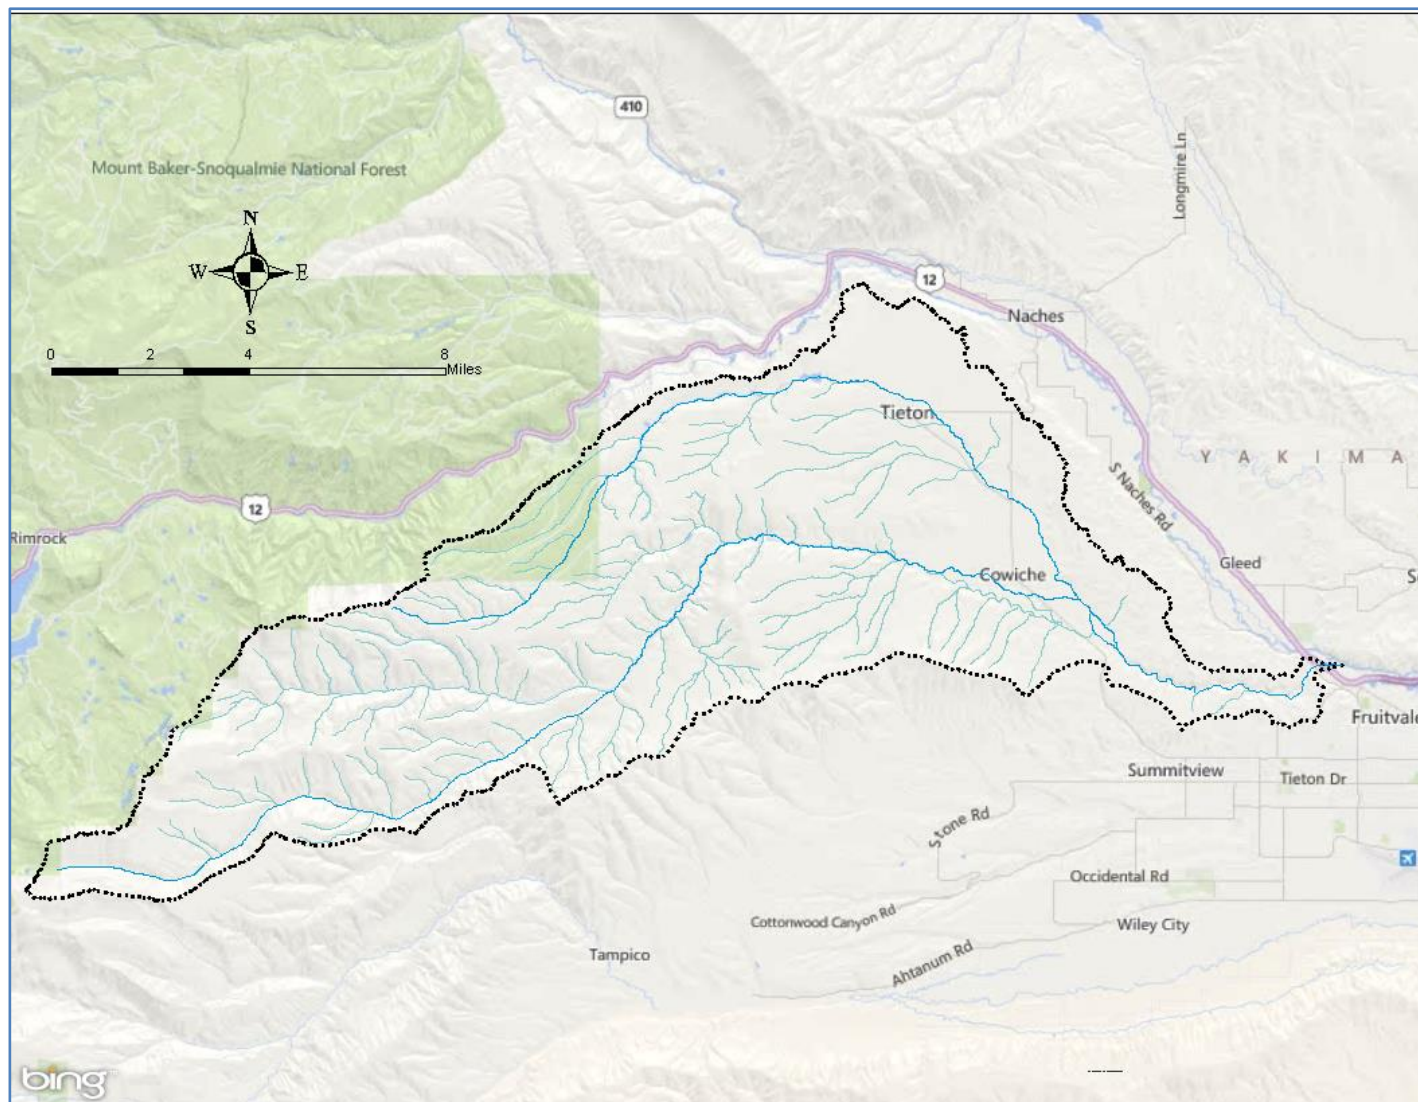 410
Longmire Ln
Mount Baker-Snoqualmie National Forest
N
W E
S
12
Naches
0 2 4 8
Miles
Tieton
YAKIMA
S Naches Rd
12
Rimrock
Gleed
Cowiche
Fruitvale
Summitview
Tieton Dr
Stone Rd
Occidental Rd
Cottonwood Canyon Rd
Wiley City
Tampico
Ahtanum Rd
bing